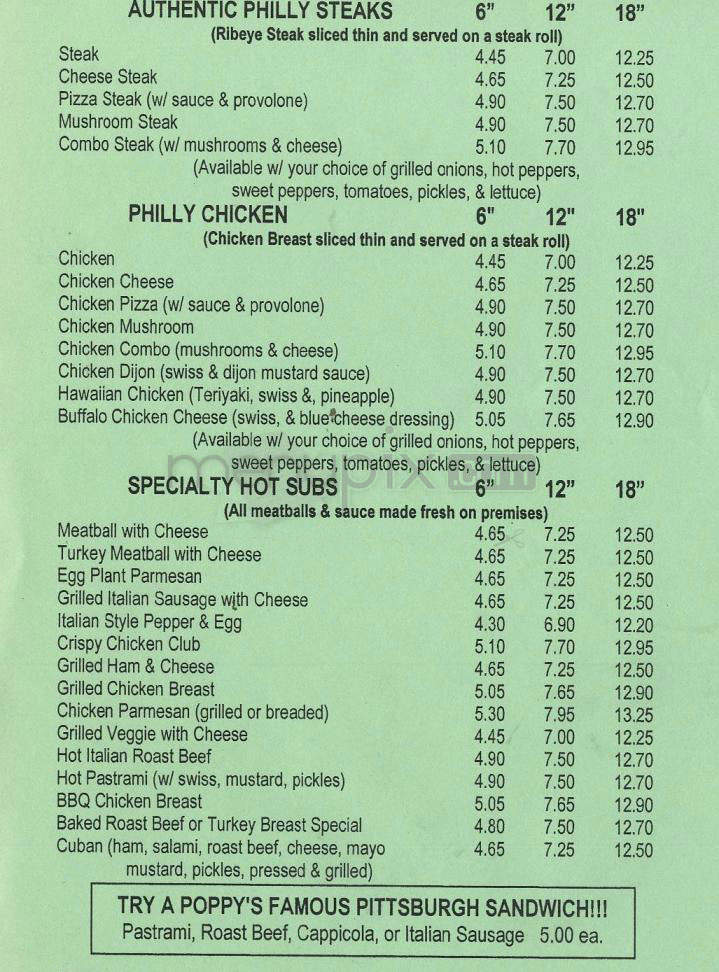 AUTHENTIC PHILLY STEAKS 6" 12" 18"
(Ribeye Steak sliced thin and served on a steak roll)
Steak 4.45 7.00 12.25
Cheese Steak 4.65 7.25 12.50
Pizza Steak (w/ sauce & provolone) 4.90 7.50 12.70
Mushroom Steak 4.90 7.50 12.70
Combo Steak (w/ mushrooms & cheese) 5.10 7.70 12.95
(Available w/ your choice of grilled onions, hot peppers,
sweet peppers, tomatoes, pickles, & lettuce)
PHILLY CHICKEN 6" 12" 18"
(Chicken Breast sliced thin and served on a steak roll)
Chicken 4.45 7.00 12.25
Chicken Cheese 4.65 7.25 12.50
Chicken Pizza (w/ sauce & provolone) 4.90 7.50 12.70
Chicken Mushroom 4.90 7.50 12.70
Chicken Combo (mushrooms & cheese) 5.10 7.70 12.95
Chicken Dijon (swiss & dijon mustard sauce) 4.90 7.50 12.70
Hawaiian Chicken (Teriyaki, swiss &, pineapple) 4.90 7.50 12.70
Buffalo Chicken Cheese (swiss, & blue cheese dressing) 5.05 7.65 12.90
(Available w/ your choice of grilled onions, hot peppers,
sweet peppers, tomatoes, pickles, & lettuce)
SPECIALTY HOT SUBS 6" 12" 18"
(All meatballs & sauce made fresh on premises)
Meatball with Cheese 4.65 7.25 12.50
Turkey Meatball with Cheese 4.65 7.25 12.50
Egg Plant Parmesan 4.65 7.25 12.50
Grilled Italian Sausage with Cheese 4.65 7.25 12.50
Italian Style Pepper & Egg 4.30 6.90 12.20
Crispy Chicken Club 5.10 7.70 12.95
Grilled Ham & Cheese 4.65 7.25 12.50
Grilled Chicken Breast 5.05 7.65 12.90
Chicken Parmesan (grilled or breaded) 5.30 7.95 13.25
Grilled Veggie with Cheese 4.45 7.00 12.25
Hot Italian Roast Beef 4.90 7.50 12.70
Hot Pastrami (w/ swiss, mustard, pickles) 4.90 7.50 12.70
BBQ Chicken Breast 5.05 7.65 12.90
Baked Roast Beef or Turkey Breast Special 4.80 7.50 12.70
Cuban (ham, salami, roast beef, cheese, mayo 4.65 7.25 12.50
mustard, pickles, pressed & grilled)
TRY A POPPY'S FAMOUS PITTSBURGH SANDWICH!!!
Pastrami, Roast Beef, Cappicola, or Italian Sausage 5.00 ea.